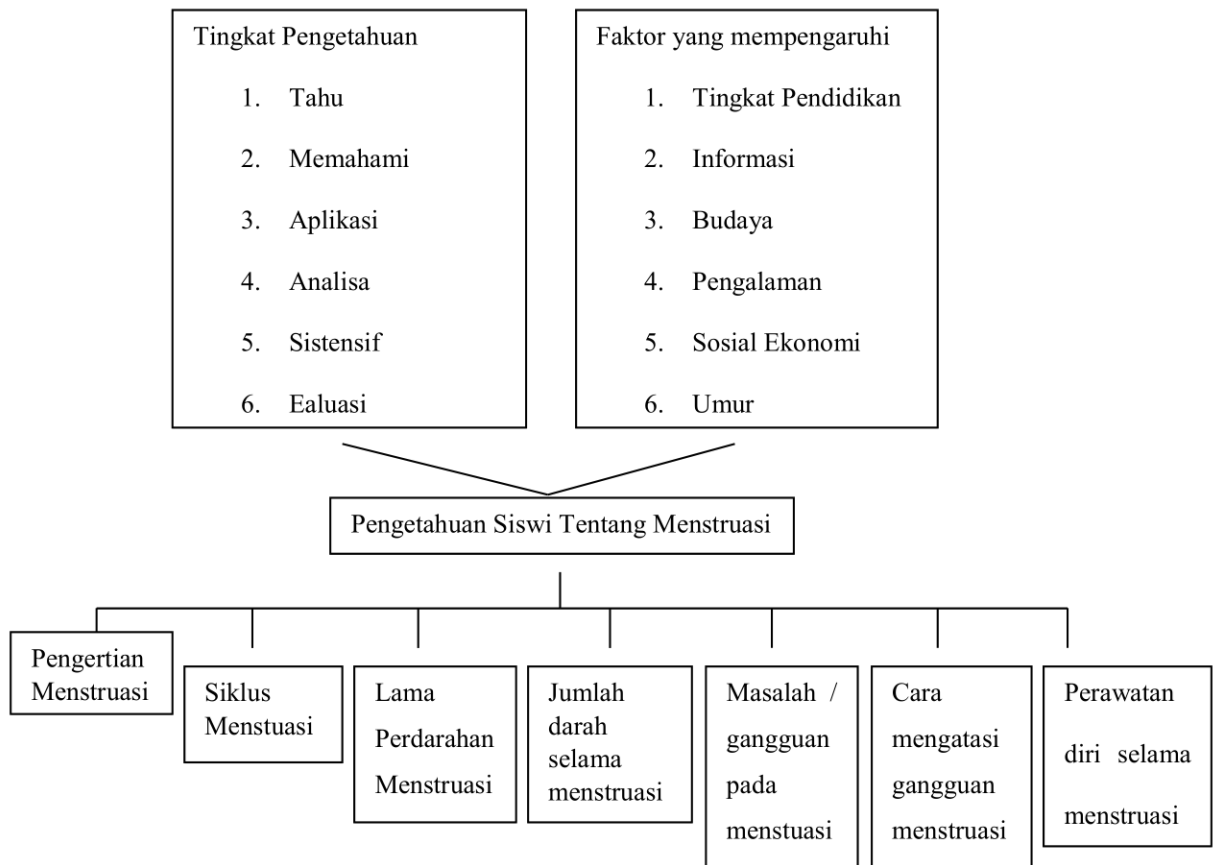 Tingkat Pengetahuan
1. Tahu
2. Memahami
3. Aplikasi
4. Analisa
5. Sistensif
6. Ealuasi
Faktor yang mempengaruhi
1. Tingkat Pendidikan
2. Informasi
3. Budaya
4. Pengalaman
5. Sosial Ekonomi
6. Umur
Pengetahuan Siswi Tentang Menstruasi
Pengertian
Menstruasi
Siklus
Menstuasi
Lama
Perdarahan
Menstruasi
Jumlah
darah
selama
menstruasi
Masalah /
gangguan
pada
menstuasi
Cara
mengatasi
gangguan
menstruasi
Perawatan
diri selama
menstruasi